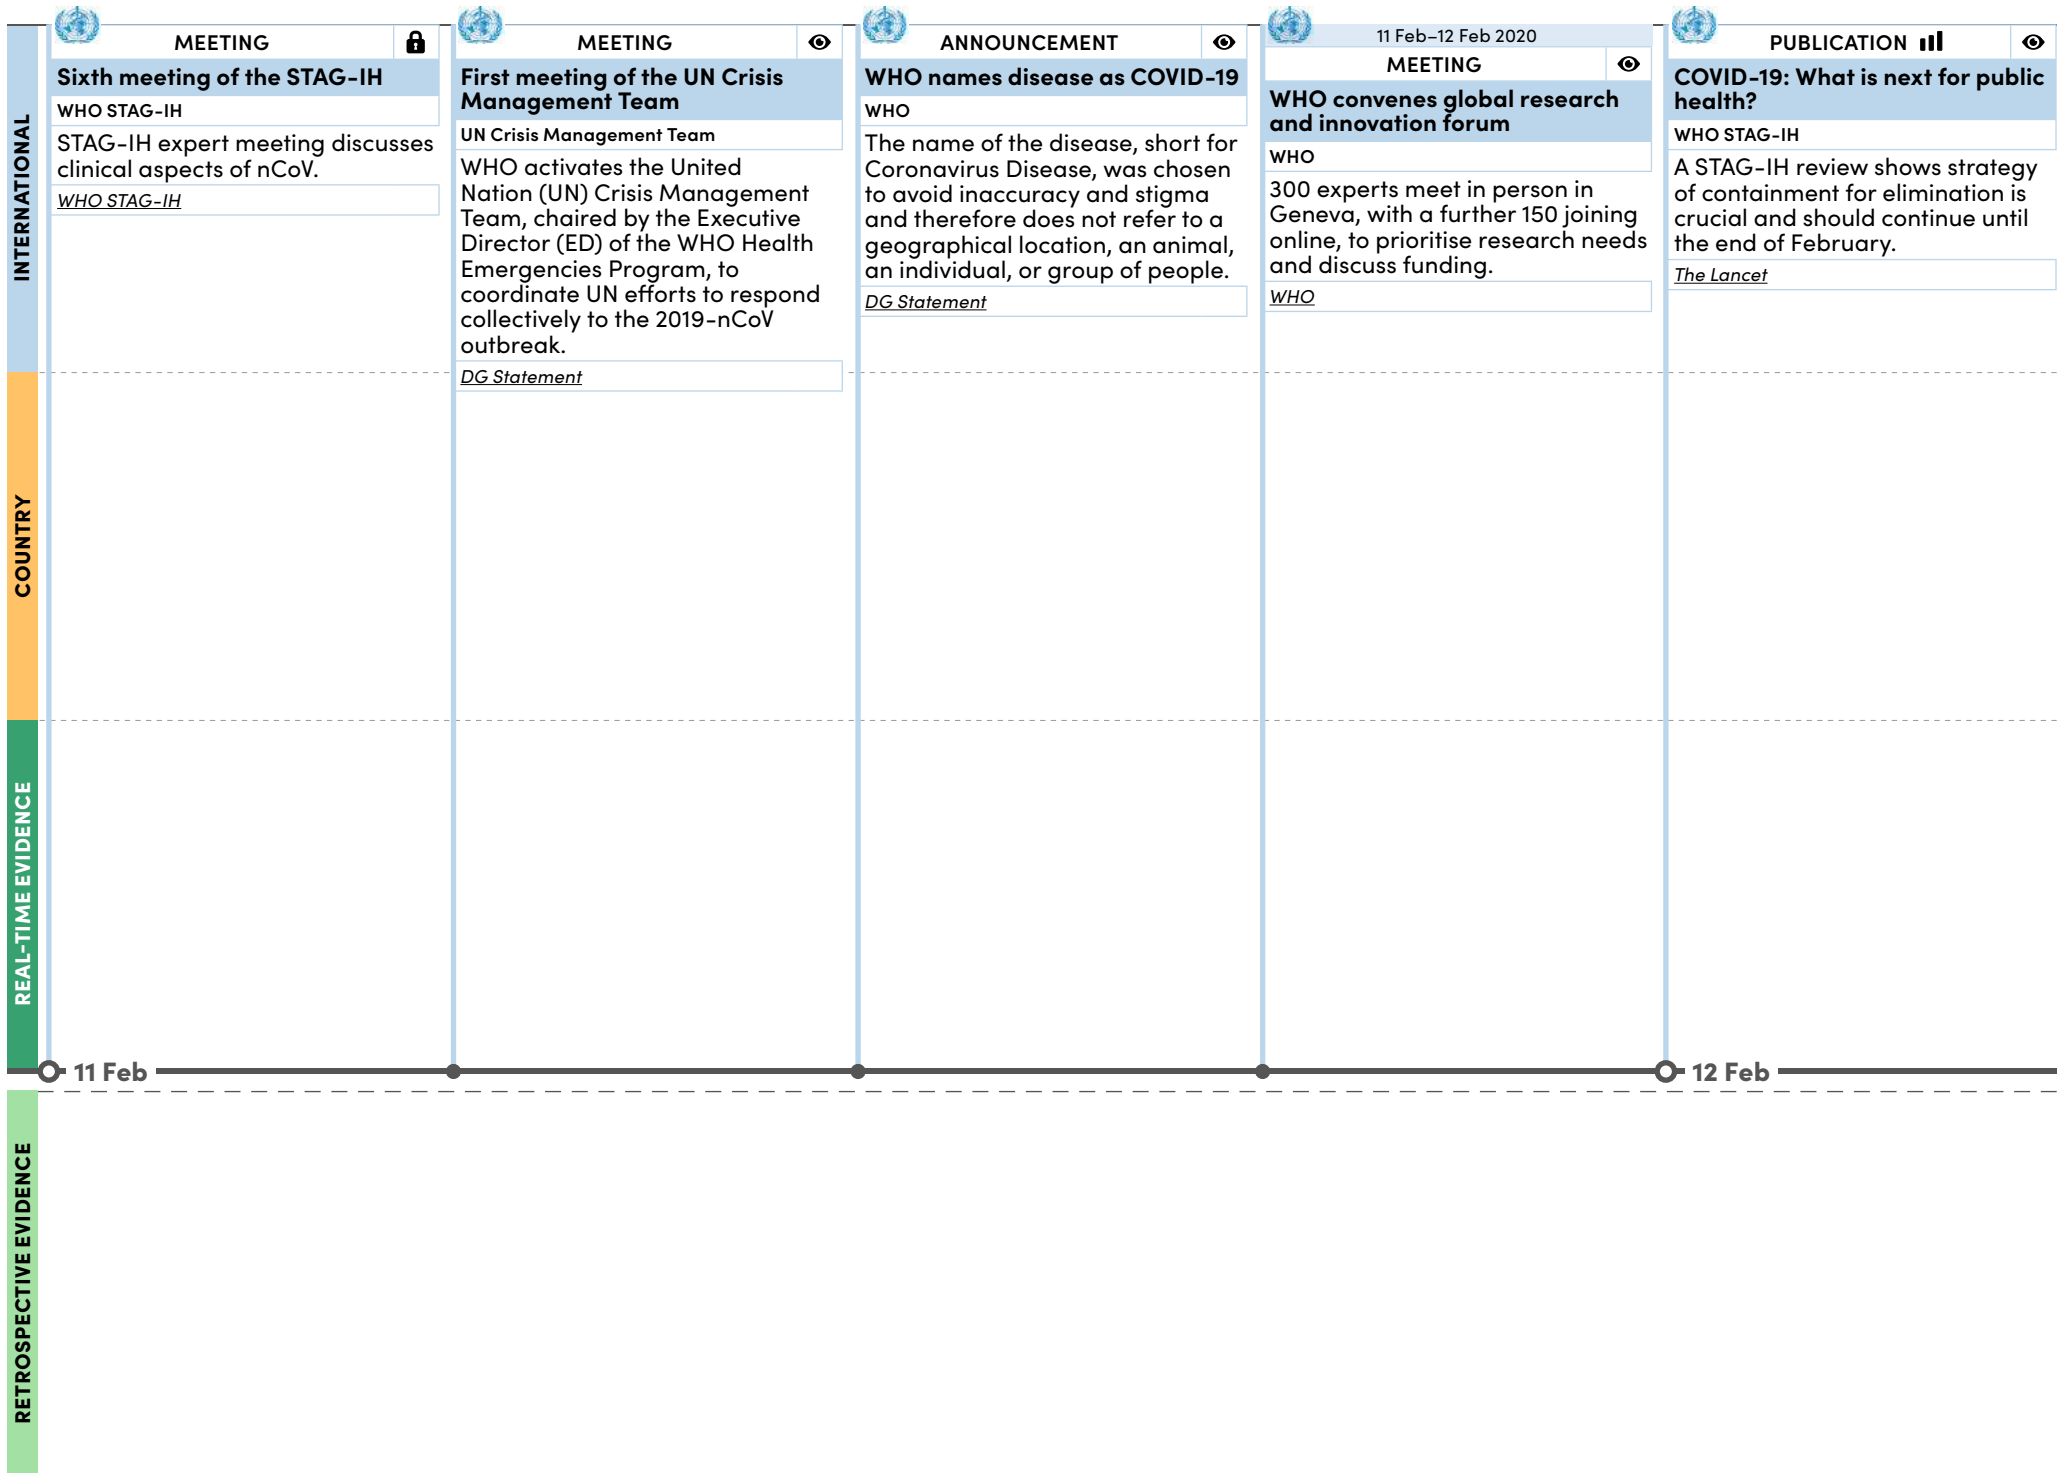 INTERNATIONAL
COUNTRY
REAL-TIME EVIDENCE
RETROSPECTIVE EVIDENCE
MEETING
Sixth meeting of the STAG-IH
WHO STAG-IH
STAG-IH expert meeting discusses
clinical aspects of nCoV.
WHO STAG-IH
MEETING
First meeting of the UN Crisis
Management Team
UN Crisis Management Team
WHO activates the United
Nation (UN) Crisis Management
Team, chaired by the Executive
Director (ED) of the WHO Health
Emergencies Program, to
coordinate UN efforts to respond
collectively to the 2019-nCoV
outbreak.
DG Statement
ANNOUNCEMENT
WHO names disease as COVID-19
WHO
The name of the disease, short for
Coronavirus Disease, was chosen
to avoid inaccuracy and stigma
and therefore does not refer to a
geographical location, an animal,
an individual, or group of people.
DG Statement
11 Feb–12 Feb 2020
MEETING
WHO convenes global research
and innovation forum
WHO
300 experts meet in person in
Geneva, with a further 150 joining
online, to prioritise research needs
and discuss funding.
WHO
PUBLICATION
COVID-19: What is next for public
health?
WHO STAG-IH
A STAG-IH review shows strategy
of containment for elimination is
crucial and should continue until
the end of February.
The Lancet
11 Feb
12 Feb